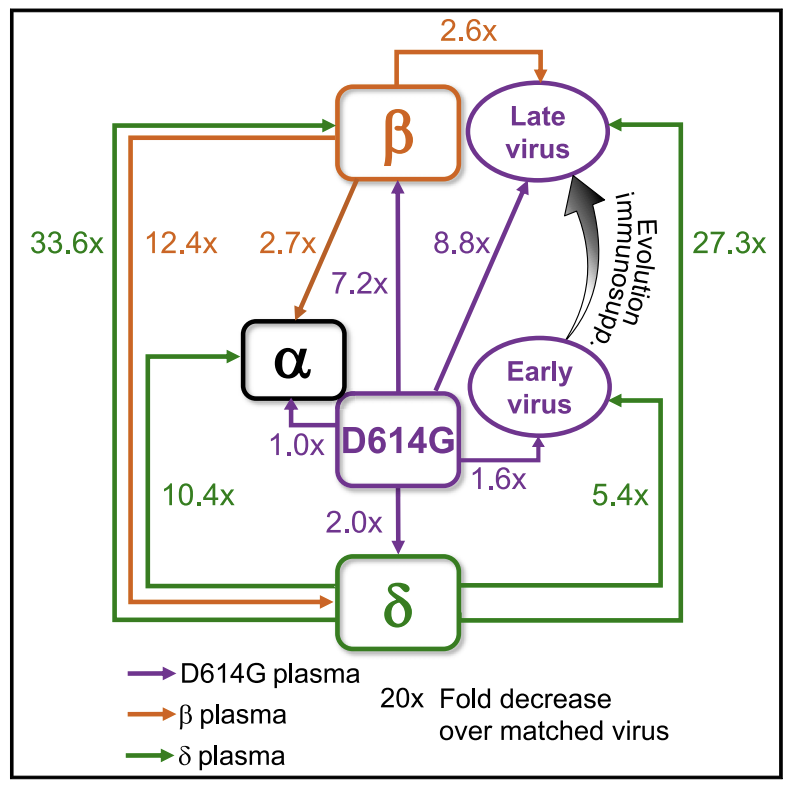 2.6x
β
Late
virus
33.6x
12.4x
2.7x
7.2x
8.8x
Evolution
immunosupp.
27.3x
α
Early
virus
D614G
1.0x
1.6x
10.4x
2.0x
5.4x
δ
D614G plasma
β plasma
δ plasma
20x Fold decrease
over matched virus